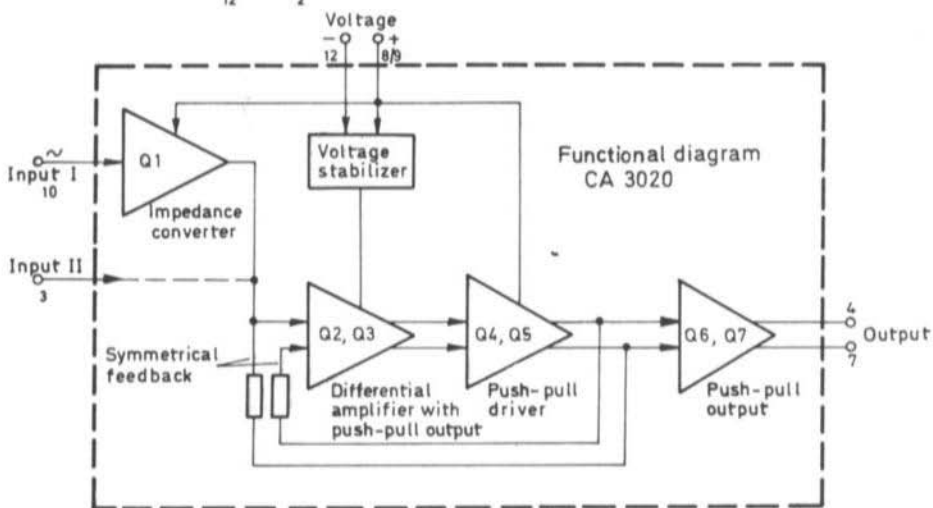 12 2
Voltage
− +
12 8/9
Q1
Voltage
stabilizer
Functional diagram
CA 3020
~
Input I
10
Impedance
converter
Input II
3
Q2, Q3
Q4, Q5
Q6, Q7
4
Output
7
Symmetrical
feedback
Differential
amplifier with
push-pull output
Push-pull
driver
Push-pull
output